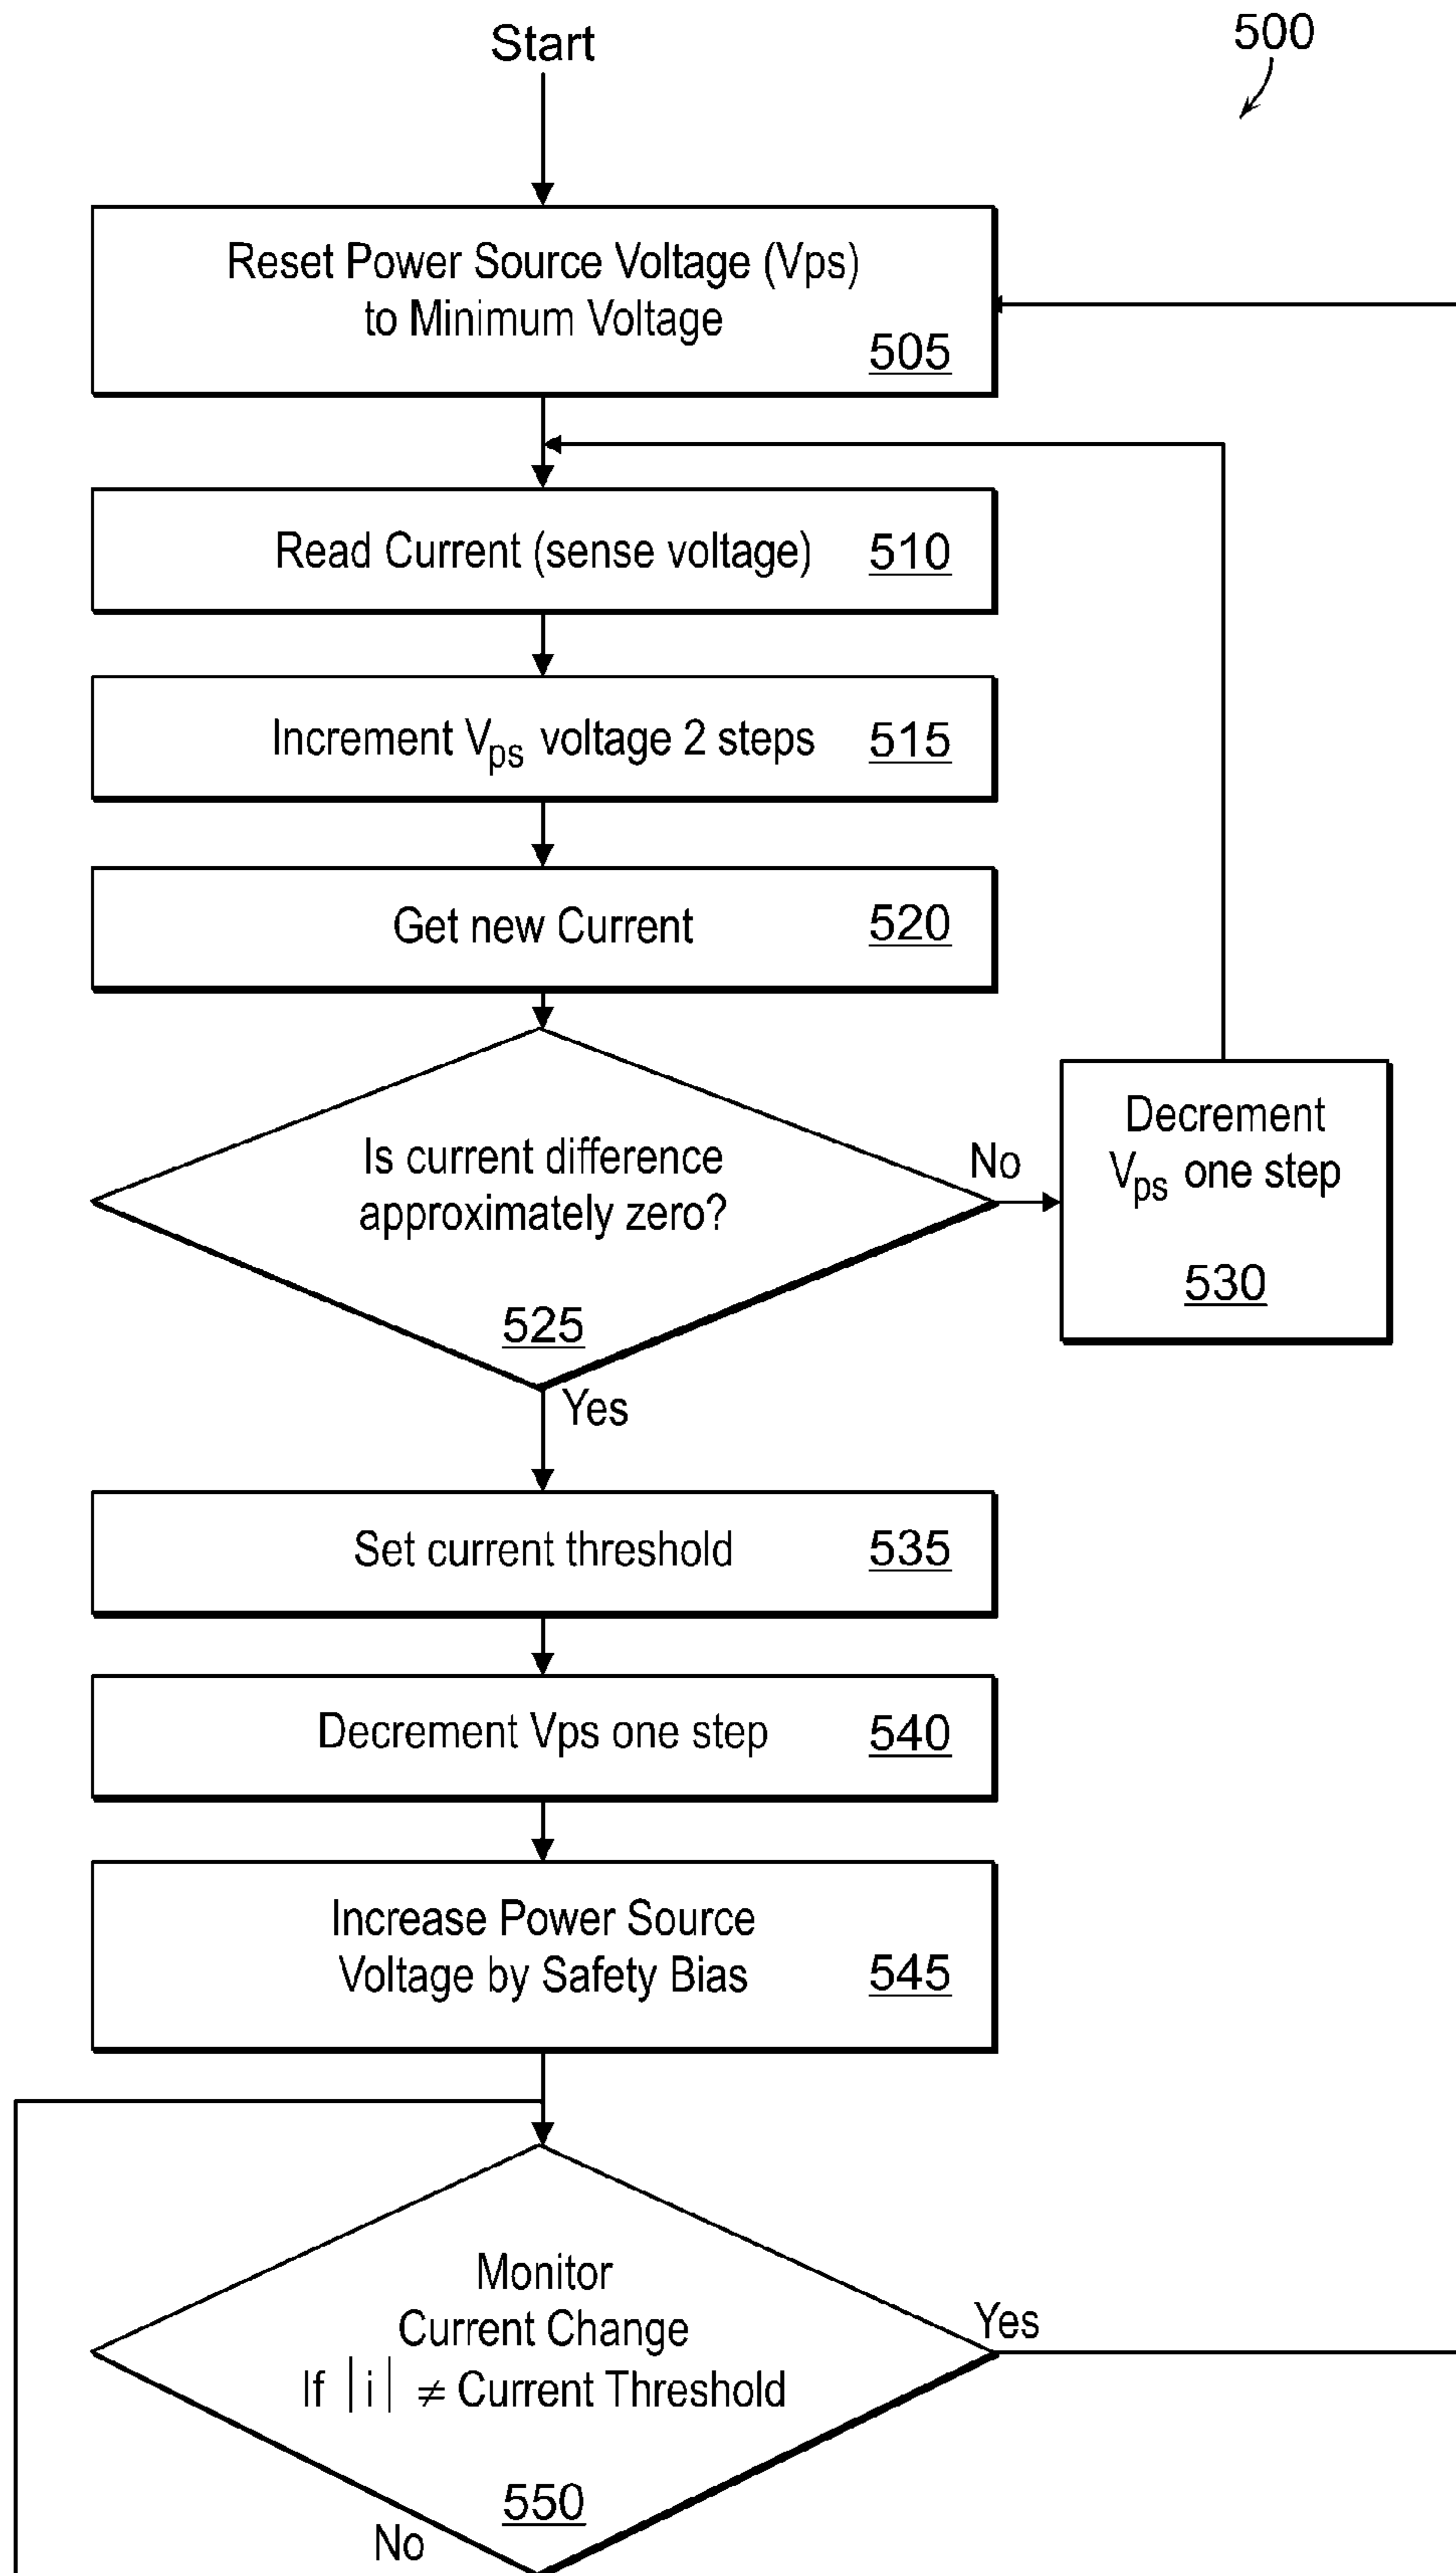 500
Start
Reset Power Source Voltage (Vps)
to Minimum Voltage
505
Read Current (sense voltage) 510
Increment Vps voltage 2 steps 515
Get new Current 520
Is current difference
approximately zero?
525
No
Decrement
Vps one step
530
Yes
Set current threshold 535
Decrement Vps one step 540
Increase Power Source
Voltage by Safety Bias 545
Monitor
Current Change
If |i| ≠ Current Threshold
550
Yes
No